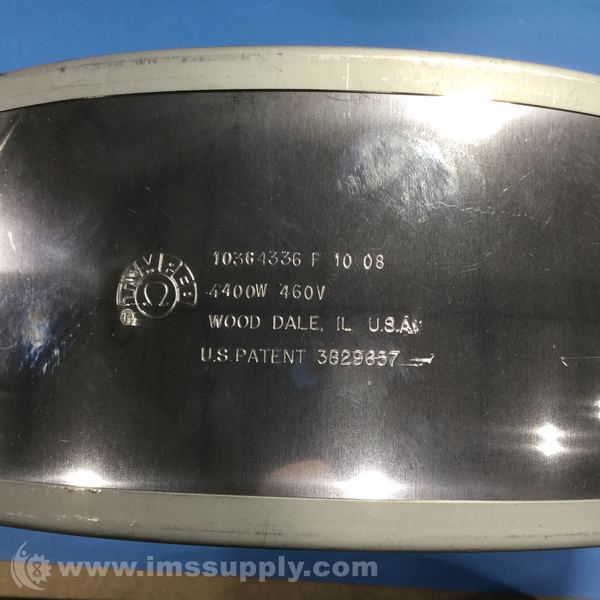 10364336 F 10 08
4400W 460V
WOOD DALE, IL U.S.A.
U.S. PATENT 3829657
www.imssupply.com